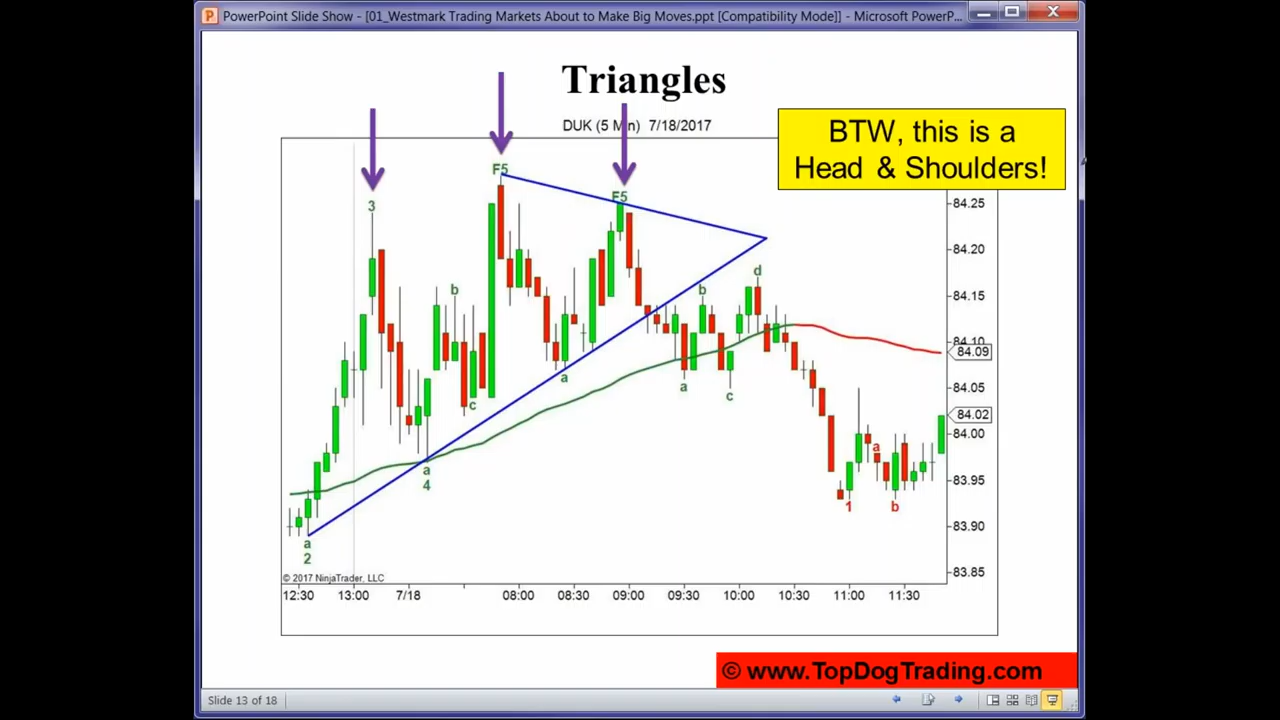 PowerPoint Slide Show - [01_Westmark Trading Markets About to Make Big Moves.ppt [Compatibility Mode]] - Microsoft PowerP...
Triangles
DUK (5 Min) 7/18/2017
BTW, this is a
Head & Shoulders!
F5
F5
3
84.25
84.20
d
b
b
84.15
84.10
84.09
a
a
84.05
c
c
84.02
84.00
a
a
4
83.95
1
b
83.90
a
2
83.85
© 2017 NinjaTrader, LLC
12:30 13:00 7/18 08:00 08:30 09:00 09:30 10:00 10:30 11:00 11:30
© www.TopDogTrading.com
Slide 13 of 18